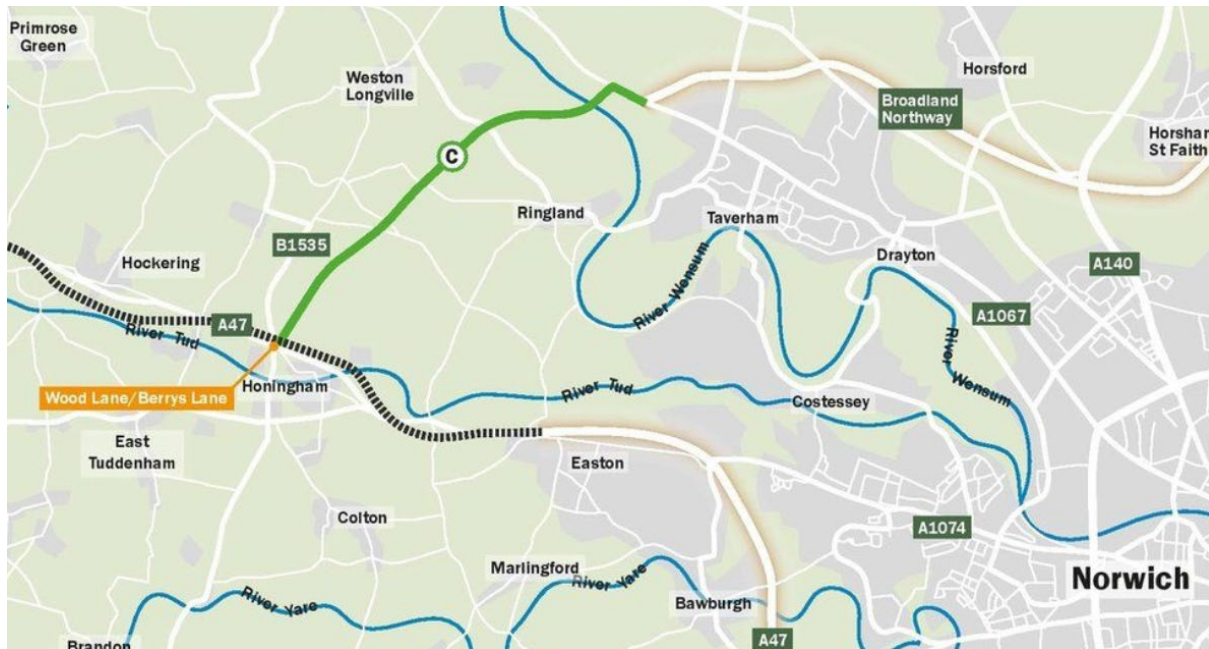 Primrose
Green
Weston
Longville
Horsford
Broadland
Northway
Horsham
St Faith
C
Ringland
Taverham
B1535
Hockering
Drayton
A140
River Wensum
A1067
River Tud
A47
River Wensum
Wood Lane/Berrys Lane
Honingham
River Tud
Costessey
East
Tuddenham
Easton
Colton
A1074
Marlingford
River Yare
Norwich
River Yare
Bawburgh
A47
Brandon